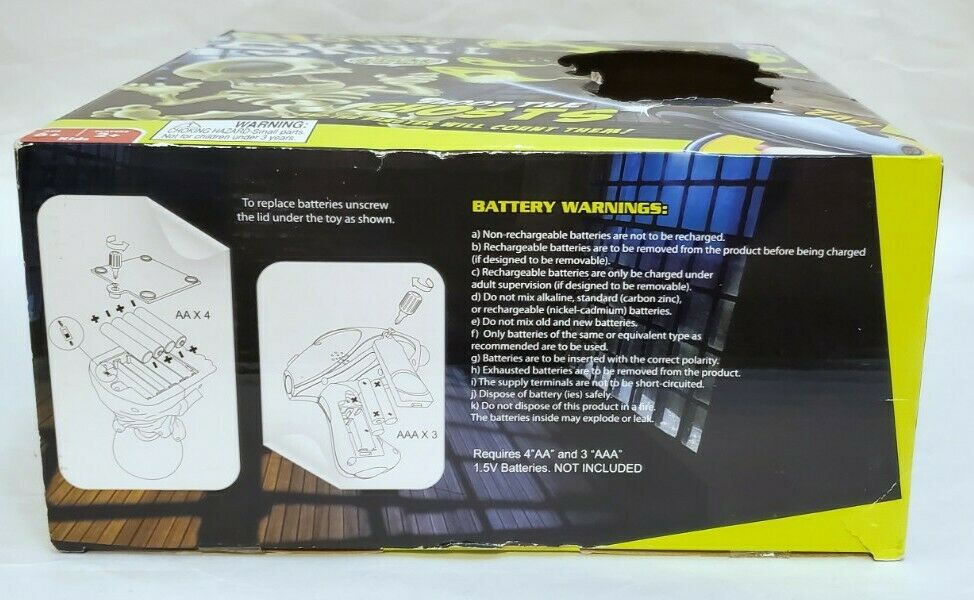 SKULL
SHOOT THE
GHOSTS
WILL COUNT THEM!
WARNING:
CHOKING HAZARD-Small parts.
Not for children under 3 years.
To replace batteries unscrew
the lid under the toy as shown.
AA X 4
AAA X 3
BATTERY WARNINGS:
a) Non-rechargeable batteries are not to be recharged.
b) Rechargeable batteries are to be removed from the product before being charged
(if designed to be removable).
c) Rechargeable batteries are only be charged under
adult supervision (if designed to be removable).
d) Do not mix alkaline, standard (carbon zinc),
or rechargeable (nickel-cadmium) batteries.
e) Do not mix old and new batteries.
f) Only batteries of the same or equivalent type as
recommended are to be used.
g) Batteries are to be inserted with the correct polarity.
h) Exhausted batteries are to be removed from the product.
i) The supply terminals are not to be short-circuited.
j) Dispose of battery (ies) safely.
k) Do not dispose of this product in a fire.
The batteries inside may explode or leak.
Requires 4"AA" and 3 "AAA"
1.5V Batteries. NOT INCLUDED